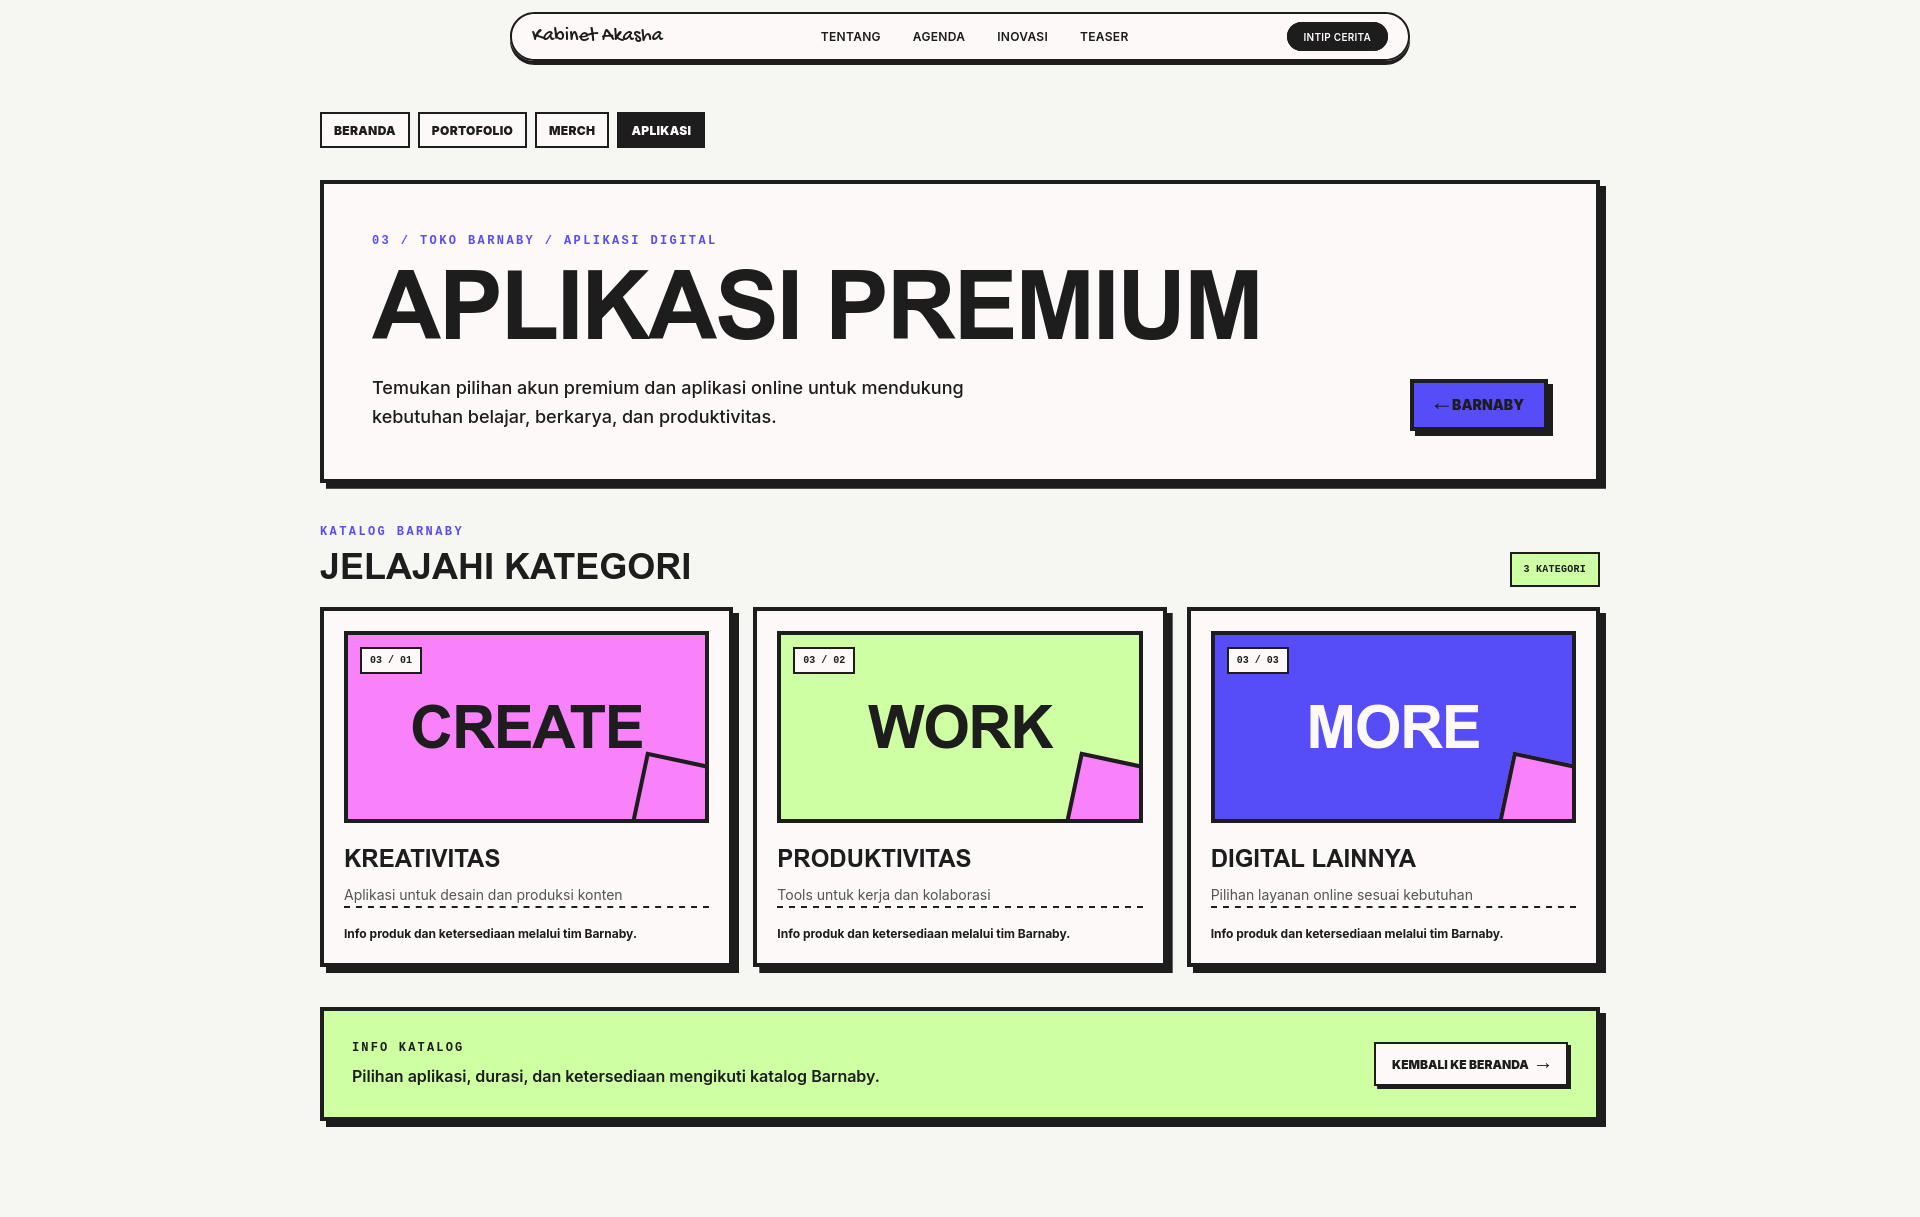 Kabinet Akasha
TENTANG
AGENDA
INOVASI
TEASER
INTIP CERITA
BERANDA
PORTOFOLIO
MERCH
APLIKASI
03 / TOKO BARNABY / APLIKASI DIGITAL
APLIKASI PREMIUM
Temukan pilihan akun premium dan aplikasi online untuk mendukung
kebutuhan belajar, berkarya, dan produktivitas.
←BARNABY
KATALOG BARNABY
JELAJAHI KATEGORI
3 KATEGORI
03 / 01
CREATE
KREATIVITAS
Aplikasi untuk desain dan produksi konten
Info produk dan ketersediaan melalui tim Barnaby.
03 / 02
WORK
PRODUKTIVITAS
Tools untuk kerja dan kolaborasi
Info produk dan ketersediaan melalui tim Barnaby.
03 / 03
MORE
DIGITAL LAINNYA
Pilihan layanan online sesuai kebutuhan
Info produk dan ketersediaan melalui tim Barnaby.
INFO KATALOG
Pilihan aplikasi, durasi, dan ketersediaan mengikuti katalog Barnaby.
KEMBALI KE BERANDA →